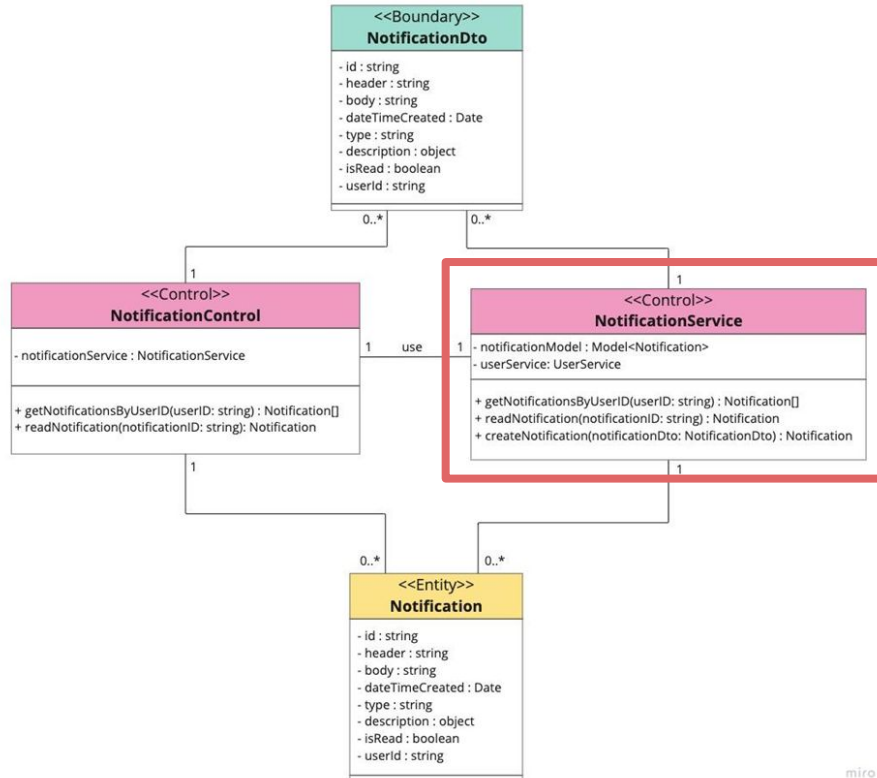 <<Boundary>>
NotificationDto
- id : string
- header : string
- body : string
- dateTimeCreated : Date
- type : string
- description : object
- isRead : boolean
- userId : string
0..*
0..*
1
1
<<Control>>
NotificationControl
- notificationService : NotificationService
+ getNotificationsByUserID(userID: string) : Notification[]
+ readNotification(notificationID: string): Notification
1
use
1
<<Control>>
NotificationService
- notificationModel : Model<Notification>
- userService: UserService
+ getNotificationsByUserID(userID: string) : Notification[]
+ readNotification(notificationID: string) : Notification
+ createNotification(notificationDto: NotificationDto) : Notification
1
1
0..*
0..*
<<Entity>>
Notification
- id : string
- header : string
- body : string
- dateTimeCreated : Date
- type : string
- description : object
- isRead : boolean
- userId : string
miro